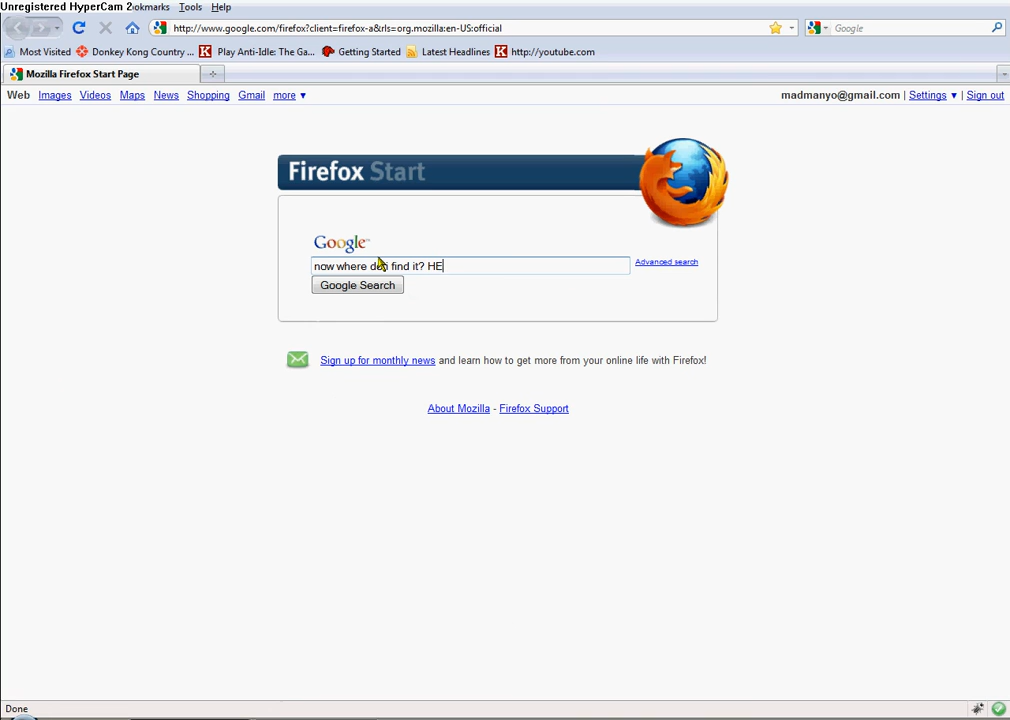 Unregistered HyperCam 2
ookmarks Tools Help
http://www.google.com/firefox?client=firefox-a&rls=org.mozilla:en-US:official
Google
Most Visited Donkey Kong Country ... Play Anti-Idle: The Ga... Getting Started Latest Headlines http://youtube.com
Mozilla Firefox Start Page
Web Images Videos Maps News Shopping Gmail more ▼ madmanyo@gmail.com | Settings ▼ | Sign out
Firefox Start
Google™
now where find it? HE
Advanced search
Google Search
Sign up for monthly news and learn how to get more from your online life with Firefox!
About Mozilla - Firefox Support
Done